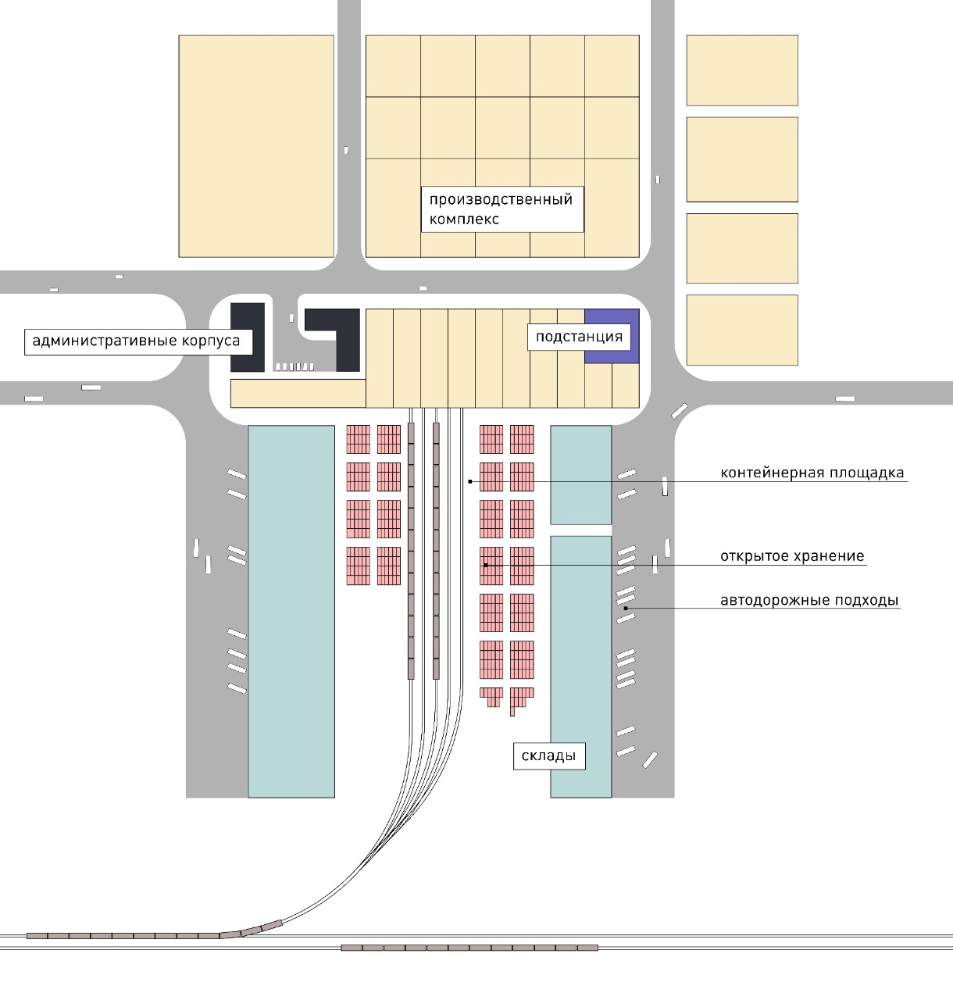 производственный
комплекс
подстанция
административные корпуса
контейнерная площадка
открытое хранение
автодорожные подходы
склады